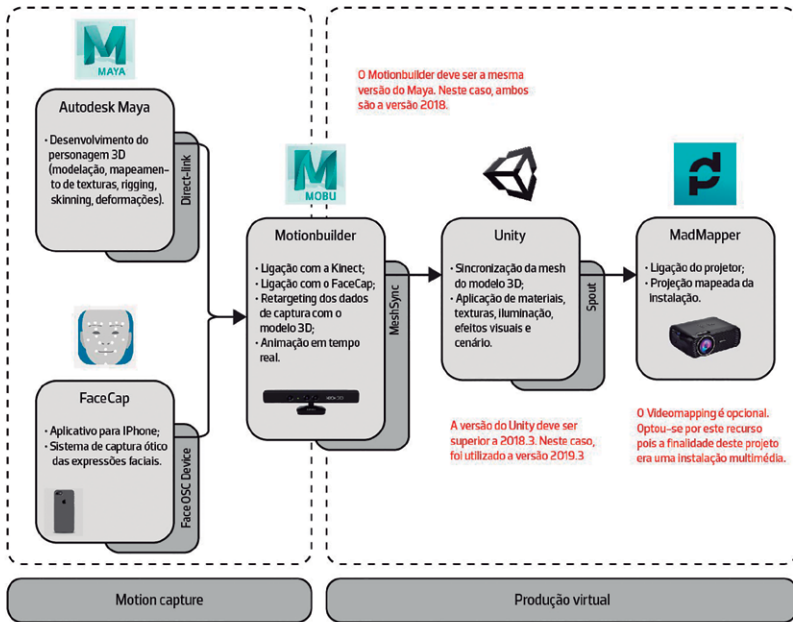 MAYA
Autodesk Maya
· Desenvolvimento do
personagem 3D
(modelação, mapeamen-
to de texturas, rigging,
skinning, deformações).
Direct-link
FaceCap
· Aplicativo para IPhone;
· Sistema de captura ótico
das expressões faciais.
Face OSC Device
MOBU
Motionbuilder
· Ligação com a Kinect;
· Ligação com o FaceCap;
· Retargeting dos dados
de captura com o
modelo 3D;
· Animação em tempo
real.
MeshSync
O Motionbuilder deve ser a mesma
versão do Maya. Neste caso, ambos
são a versão 2018.
Unity
· Sincronização da mesh
do modelo 3D;
· Aplicação de materiais,
texturas, iluminação,
efeitos visuais e
cenário.
Spout
A versão do Unity deve ser
superior a 2018.3. Neste caso,
foi utilizado a versão 2019.3
MadMapper
· Ligação do projetor;
· Projeção mapeada da
instalação.
O Videomapping é opcional.
Optou-se por este recurso
pois a finalidade deste projeto
era uma instalação multimédia.
Motion capture
Produção virtual